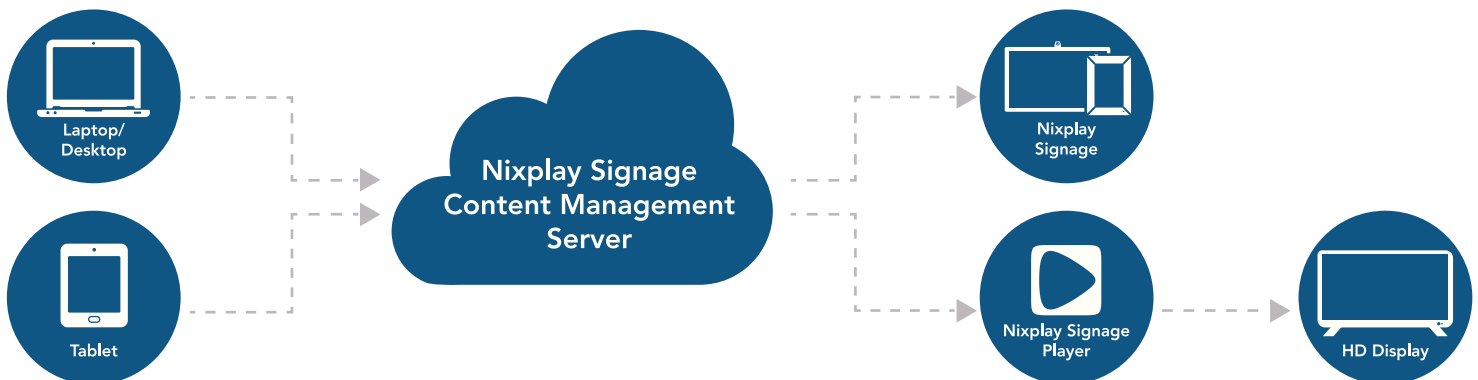 Laptop/
Desktop
Tablet
Nixplay Signage
Content Management
Server
Nixplay
Signage
Nixplay Signage
Player
HD Display